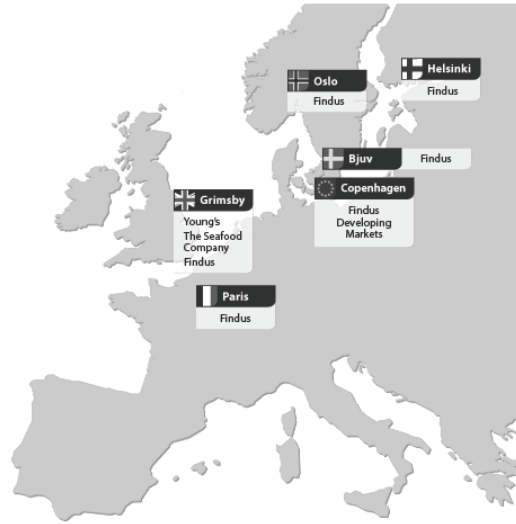 Oslo
Findus
Helsinki
Findus
Bjuv
Findus
Copenhagen
Findus
Developing
Markets
Grimsby
Young's
The Seafood
Company
Findus
Paris
Findus